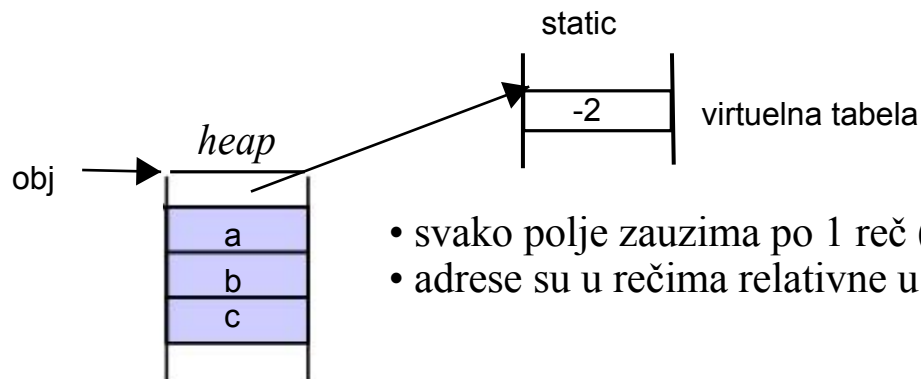 static
-2
virtuelna tabela
heap
obj
a
b
c
• svako polje zauzima po 1 reč (
• adrese su u rečima relativne u